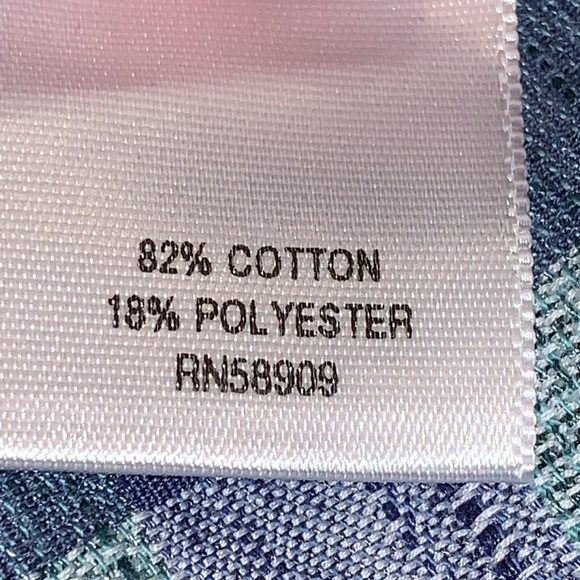 82% COTTON
18% POLYESTER
RN58909